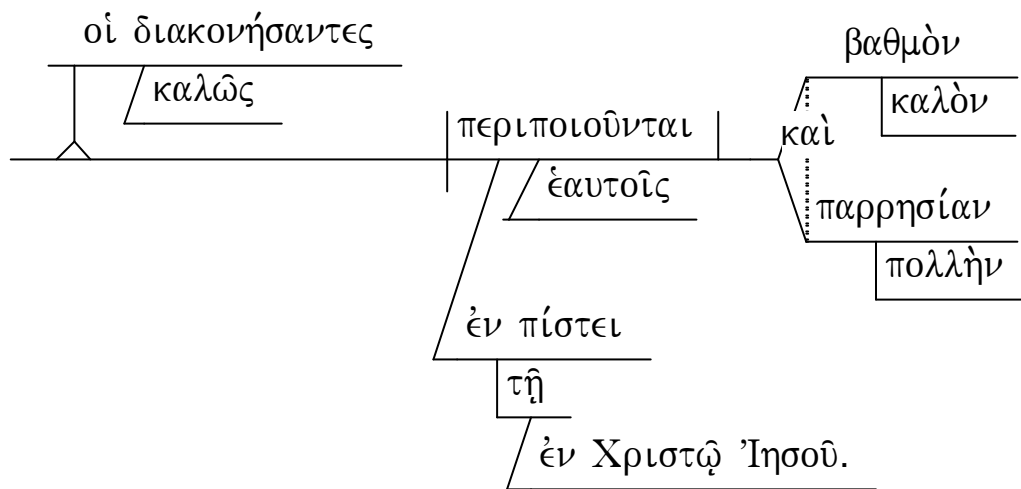 οἱ διακονήσαντες
καλῶς
περιποιοῦνται
ἑαυτοῖς
βαθμὸν
καλὸν
καὶ
παρρησίαν
πολλὴν
ἐν πίστει
τῇ
ἐν Χριστῷ Ἰησοῦ.